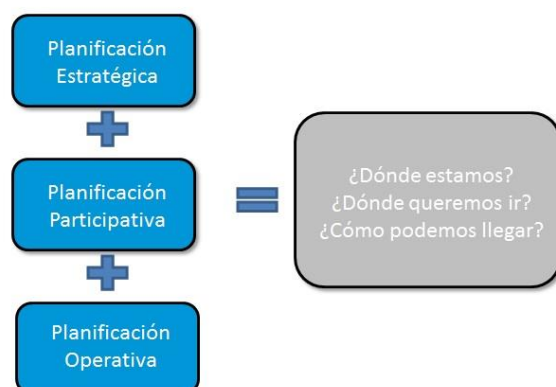 Planificación
Estratégica
Planificación
Participativa
Planificación
Operativa
¿Dónde estamos?
¿Dónde queremos ir?
¿Cómo podemos llegar?